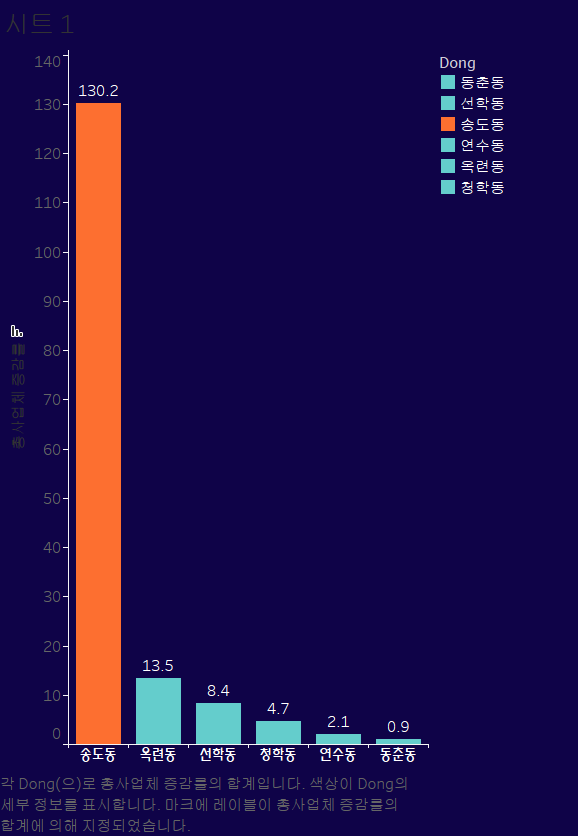 시트 1
총사업체 증감률
140
130
120
110
100
90
80
70
60
50
40
30
20
10
0
130.2
13.5
8.4
4.7
2.1
0.9
송도동
옥련동
선학동
청학동
연수동
동춘동
Dong
동춘동
선학동
송도동
연수동
옥련동
청학동
각 Dong(으)로 총사업체 증감률의 합계입니다. 색상이 Dong의
세부 정보를 표시합니다. 마크에 레이블이 총사업체 증감률의
합계에 의해 지정되었습니다.